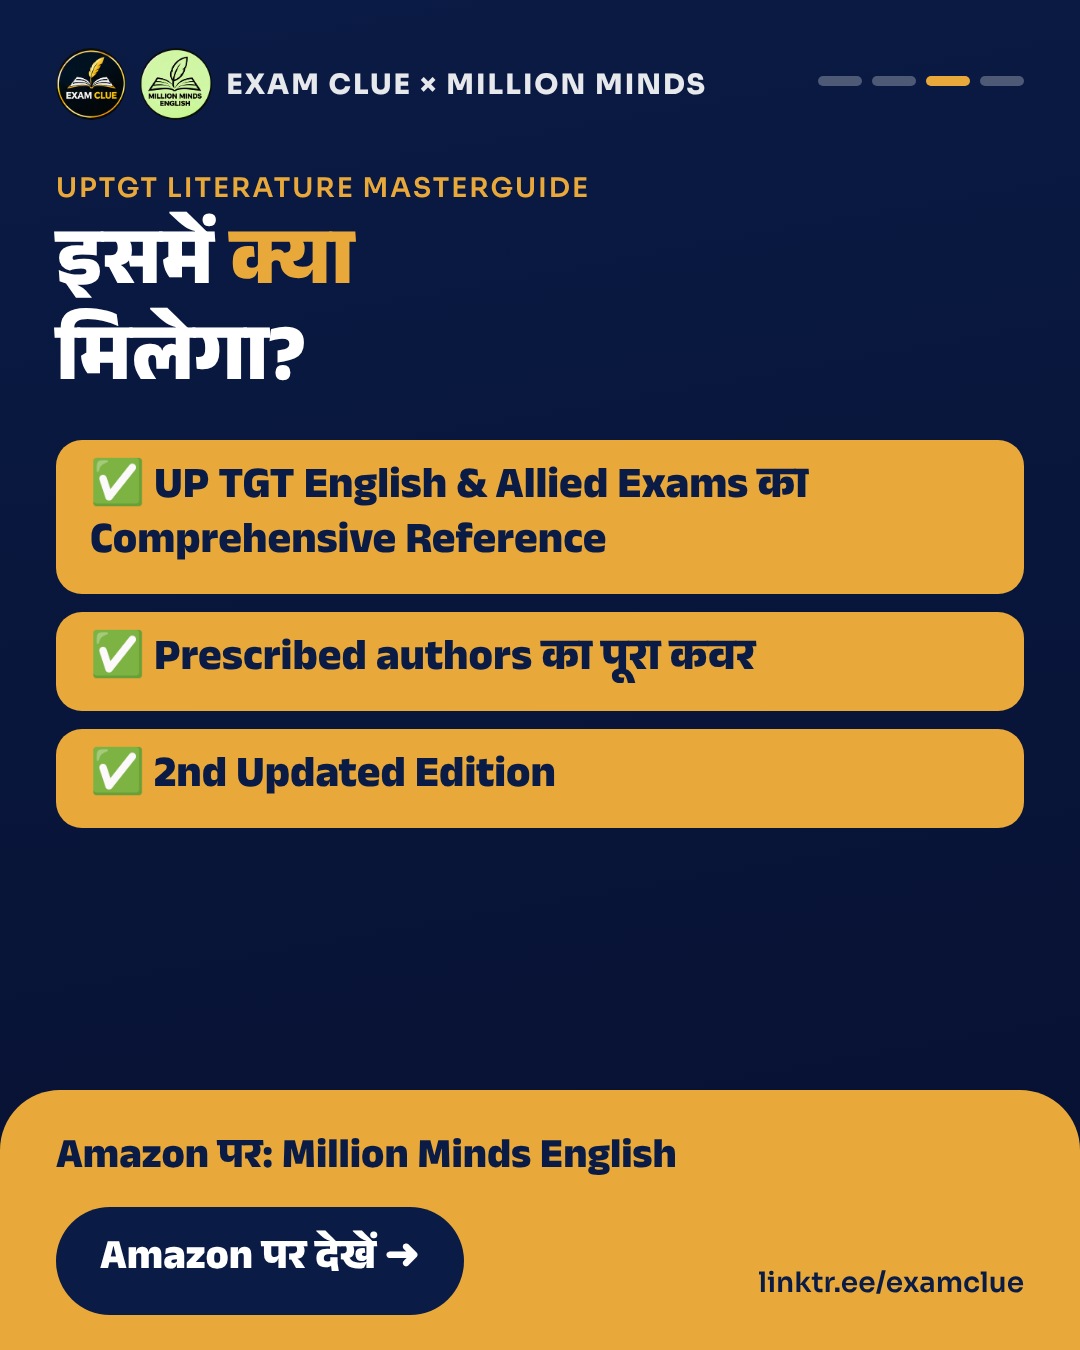 EXAM CLUE
MILLION MINDS
ENGLISH
EXAM CLUE × MILLION MINDS
UPTGT LITERATURE MASTERGUIDE
इसमें क्या
मिलेगा?
✅ UP TGT English & Allied Exams का
Comprehensive Reference
✅ Prescribed authors का पूरा कवर
✅ 2nd Updated Edition
Amazon पर: Million Minds English
Amazon पर देखें →
linktr.ee/examclue